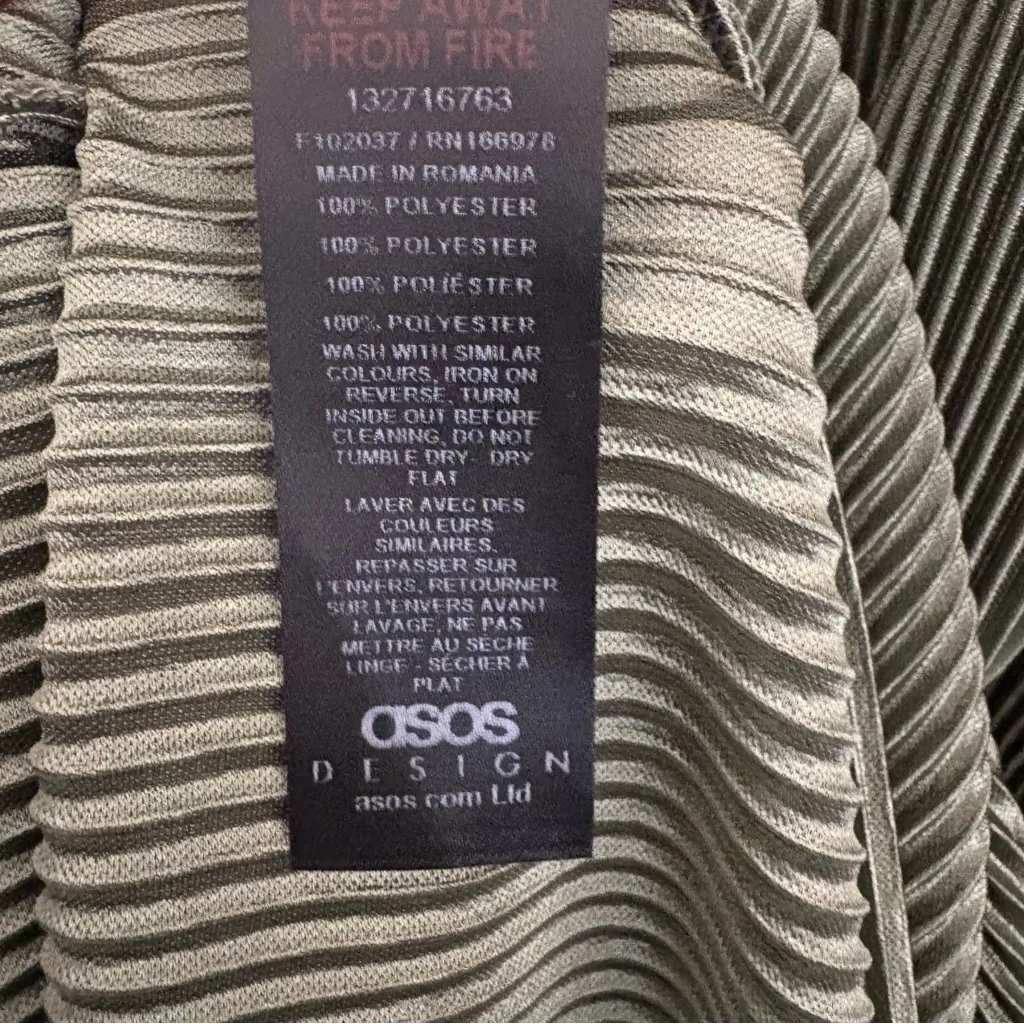 KEEP AWAY
FROM FIRE
132716763
F102037 / RN166978
MADE IN ROMANIA
100% POLYESTER
100% POLYESTER
100% POLIÉSTER
100% POLYESTER
WASH WITH SIMILAR
COLOURS, IRON ON
REVERSE, TURN
INSIDE OUT BEFORE
CLEANING, DO NOT
TUMBLE DRY - DRY
FLAT
LAVER AVEC DES
COULEURS
SIMILAIRES,
REPASSER SUR
L'ENVERS, RETOURNER
SUR L'ENVERS AVANT
LAVAGE, NE PAS
METTRE AU SÈCHE
LINGE - SÉCHER À
PLAT
asos
DESIGN
asos.com Ltd